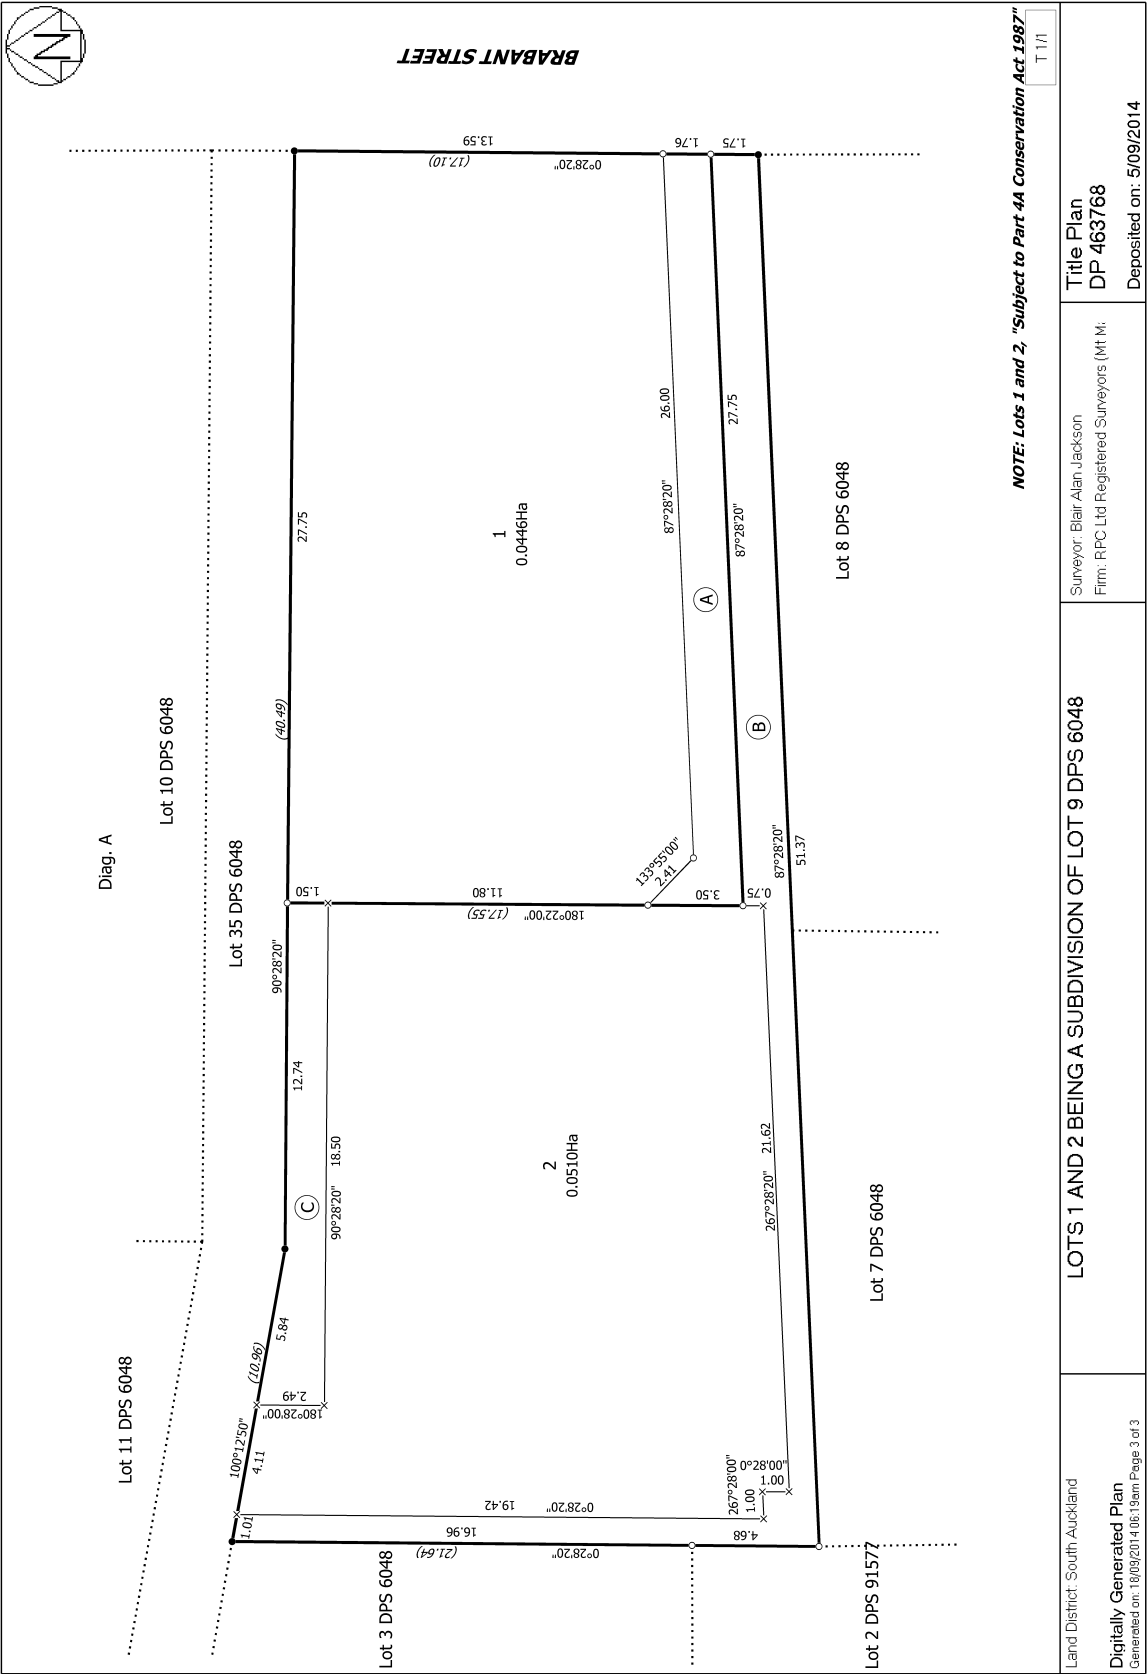 N
BRABANT STREET
T 1/1
NOTE: Lots 1 and 2, "Subject to Part 4A Conservation Act 1987"
Diag. A
Lot 11 DPS 6048
Lot 10 DPS 6048
Lot 35 DPS 6048
100°12'50"
(10.96)
1.01
4.11
5.84
90°28'20"
(40.49)
12.74
27.75
180°28'00"
2.49
C
90°28'20"
18.50
1.50
13.59
(17.10)
0°28'20"
1.76
1.75
11.80
(17.55)
180°22'00"
3.50
0.75
1
0.0446Ha
2
0.0510Ha
133°55'00"
2.41
87°28'20"
26.00
A
87°28'20"
27.75
B
87°28'20"
51.37
267°28'20"
21.62
19.42
0°28'20"
16.96
(21.64)
0°28'20"
4.68
267°28'00"
1.00
0°28'00"
1.00
Lot 3 DPS 6048
Lot 2 DPS 91577
Lot 7 DPS 6048
Lot 8 DPS 6048
Land District: South Auckland
Digitally Generated Plan
Generated on: 18/09/2014 06:19am Page 3 of 3
LOTS 1 AND 2 BEING A SUBDIVISION OF LOT 9 DPS 6048
Surveyor: Blair Alan Jackson
Firm: RPC Ltd Registered Surveyors (Mt Ma
Title Plan
DP 463768
Deposited on: 5/09/2014